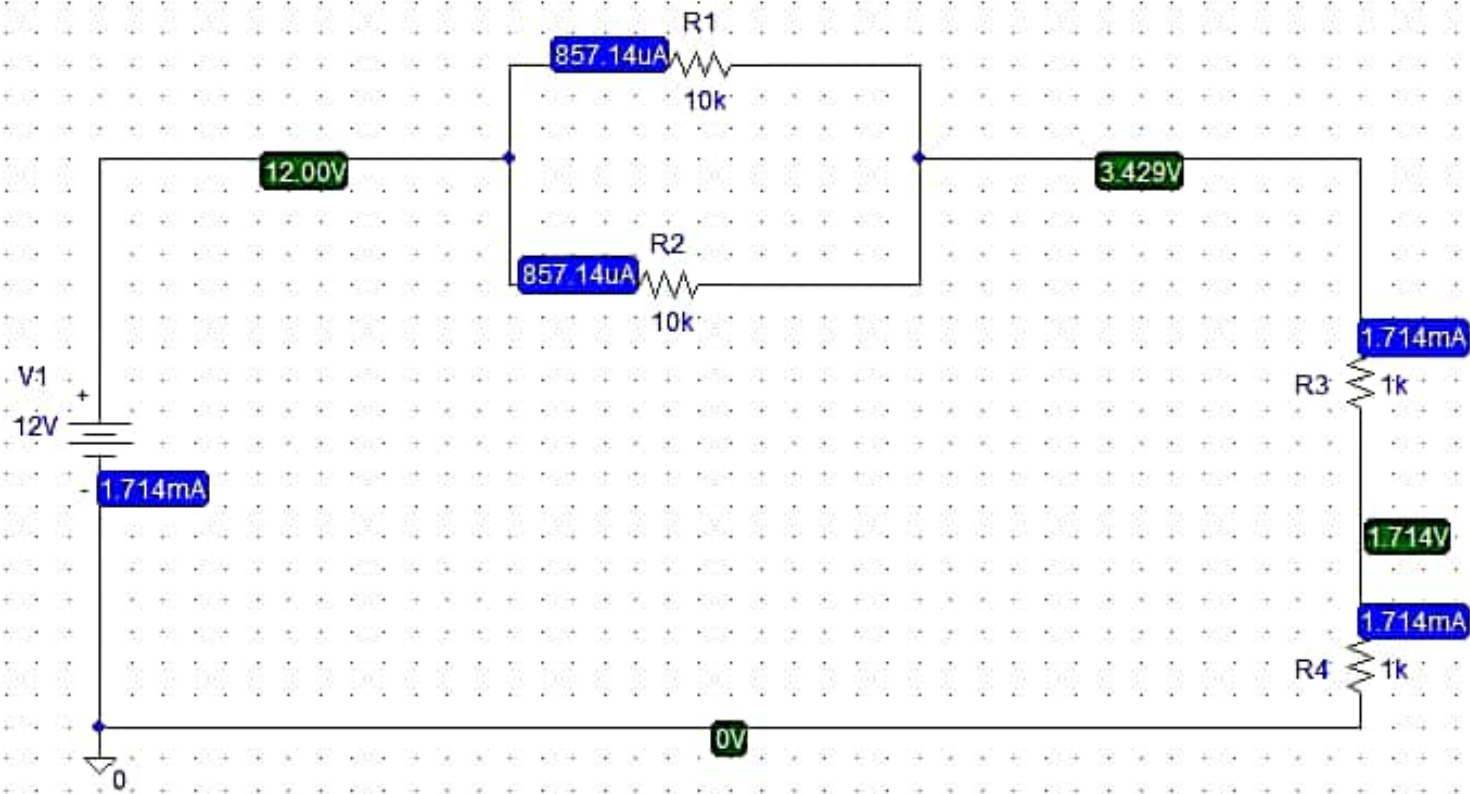 R1
857.14uA
10k
12.00V
3.429V
R2
857.14uA
10k
1.714mA
V1
+
R3
1k
12V
-
1.714mA
1.714V
1.714mA
R4
1k
0V
0